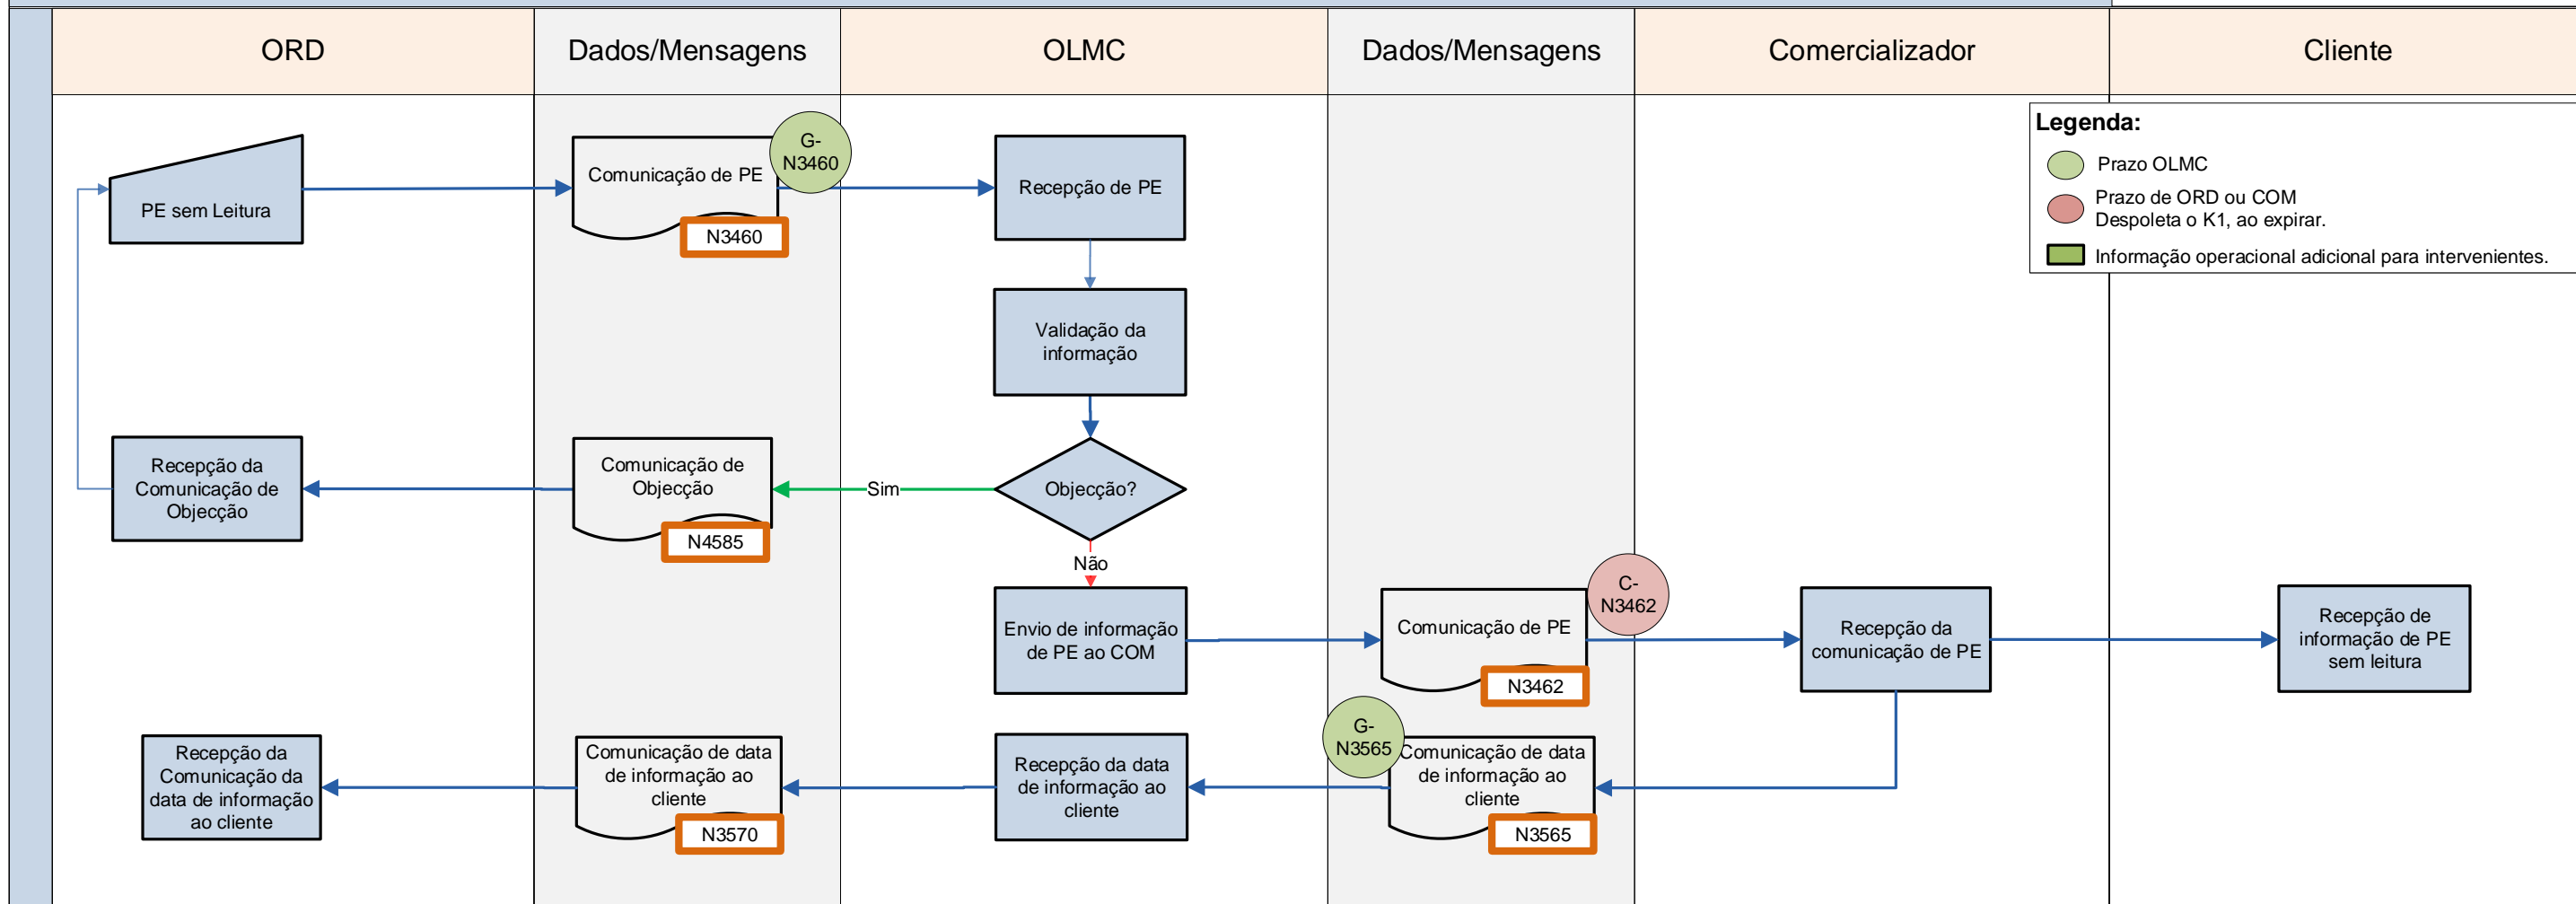 ORD
Dados/Mensagens
OLMC
Dados/Mensagens
Comercializador
Cliente
Legenda:
Prazo OLMC
Prazo de ORD ou COM
Despoleta o K1, ao expirar.
Informação operacional adicional para intervenientes.
PE sem Leitura
Comunicação de PE
G-
N3460
N3460
Recepção de PE
Validação da
informação
Objecção?
Sim
Comunicação de
Objecção
N4585
Recepção da
Comunicação de
Objecção
Não
Envio de informação
de PE ao COM
Comunicação de PE
C-
N3462
N3462
Recepção da
comunicação de PE
Recepção de
informação de PE
sem leitura
G-
N3565
Comunicação de data
de informação ao
cliente
N3565
Recepção da data
de informação ao
cliente
Comunicação de data
de informação ao
cliente
N3570
Recepção da
Comunicação da
data de informação
ao cliente